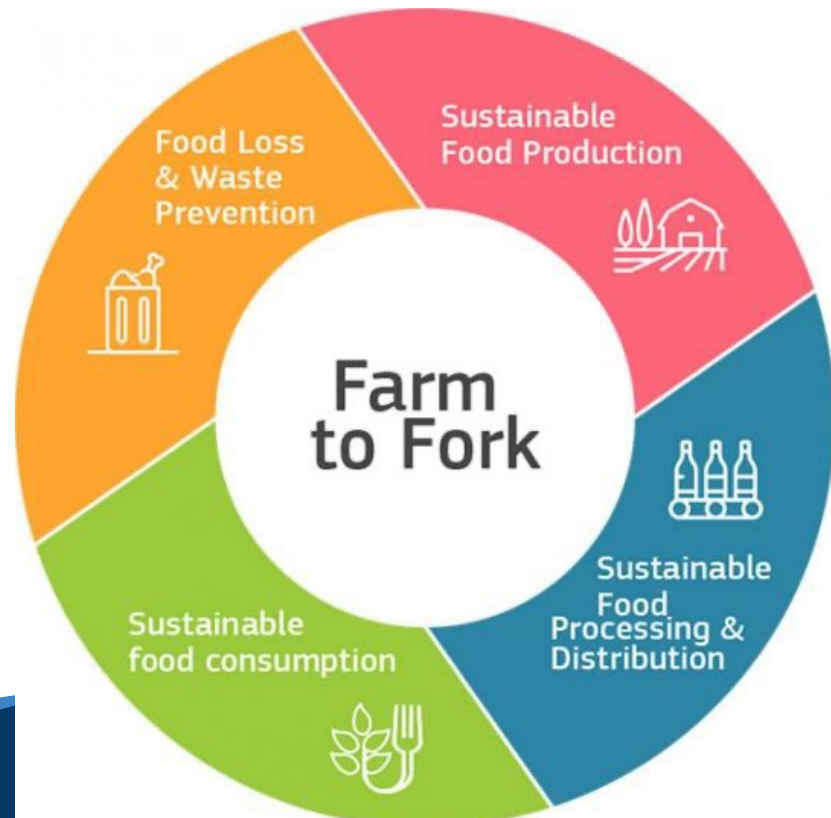 Food Loss
& Waste
Prevention
Sustainable
Food Production
Farm
to Fork
Sustainable
Food
Processing &
Distribution
Sustainable
food consumption